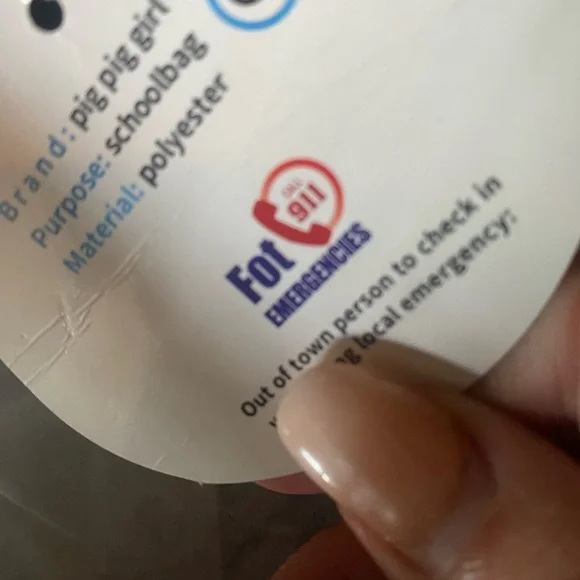 Brand: pig pig girl
Purpose: schoolbag
Material: polyester
CALL
911
Fot
EMERGENCIES
Out of town person to check in
local emergency: